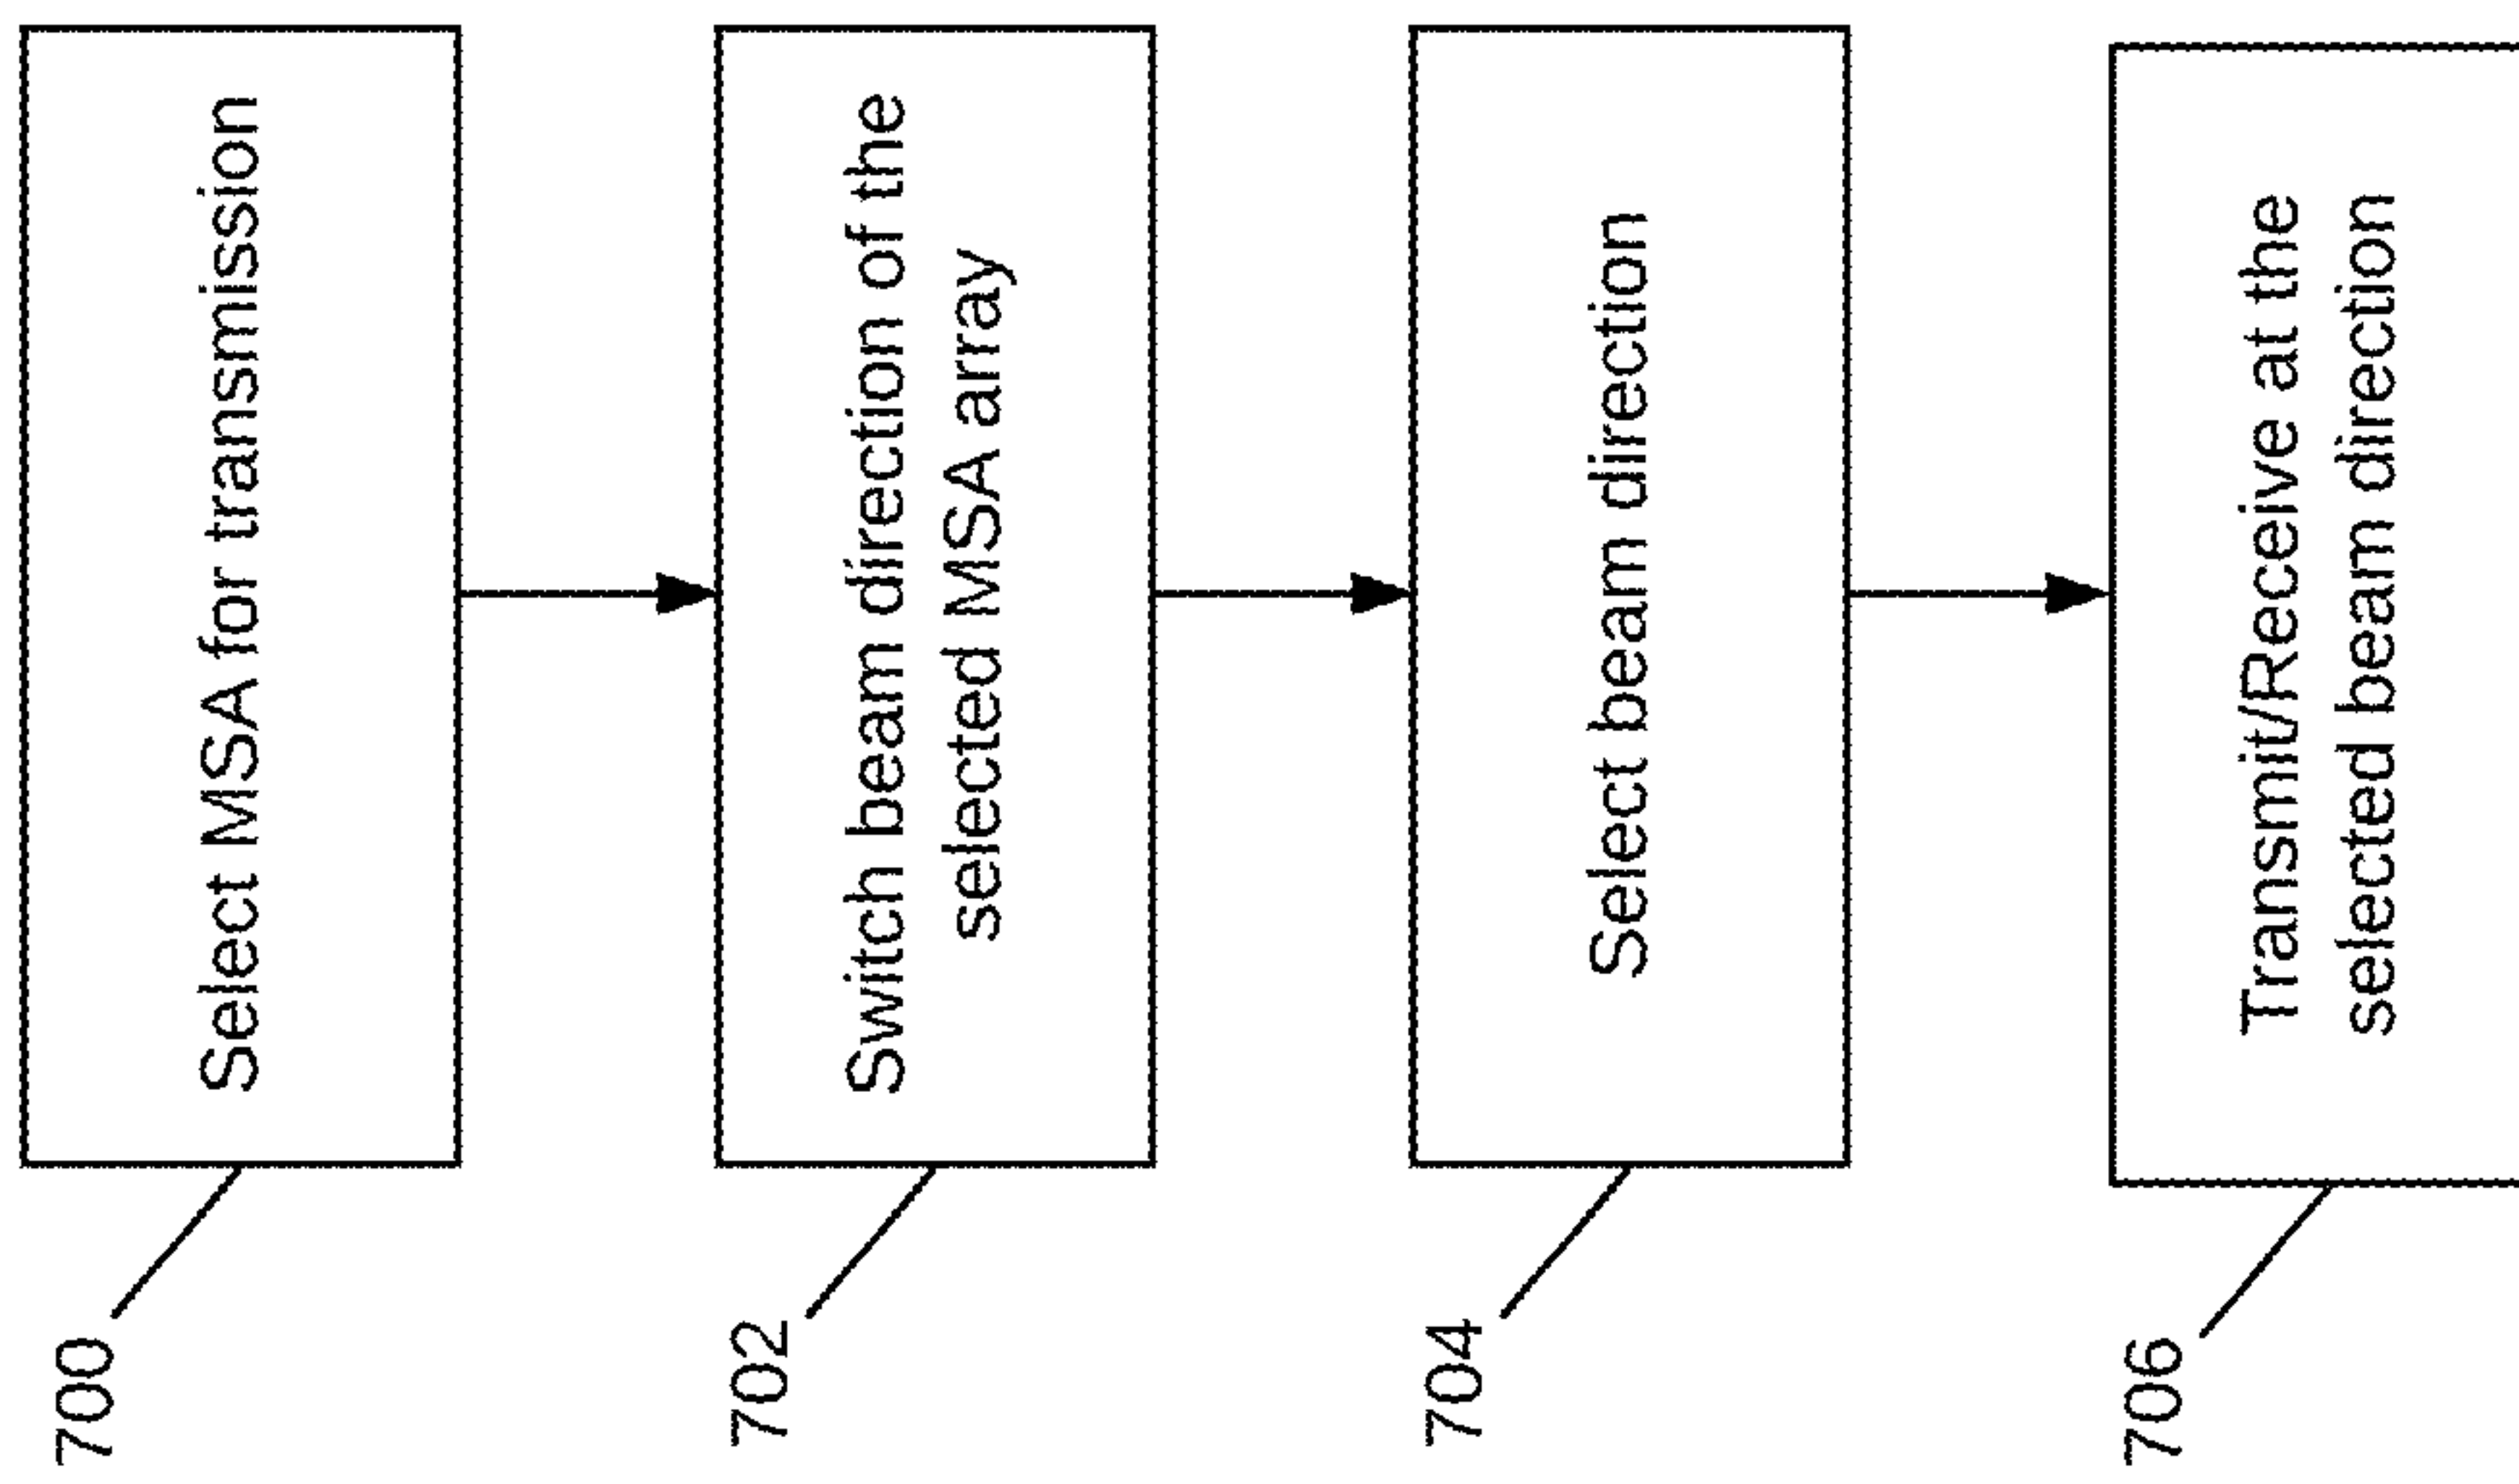 700
Select MSA for transmission
702
Switch beam direction of the
selected MSA array
704
Select beam direction
706
Transmit/Receive at the
selected beam direction